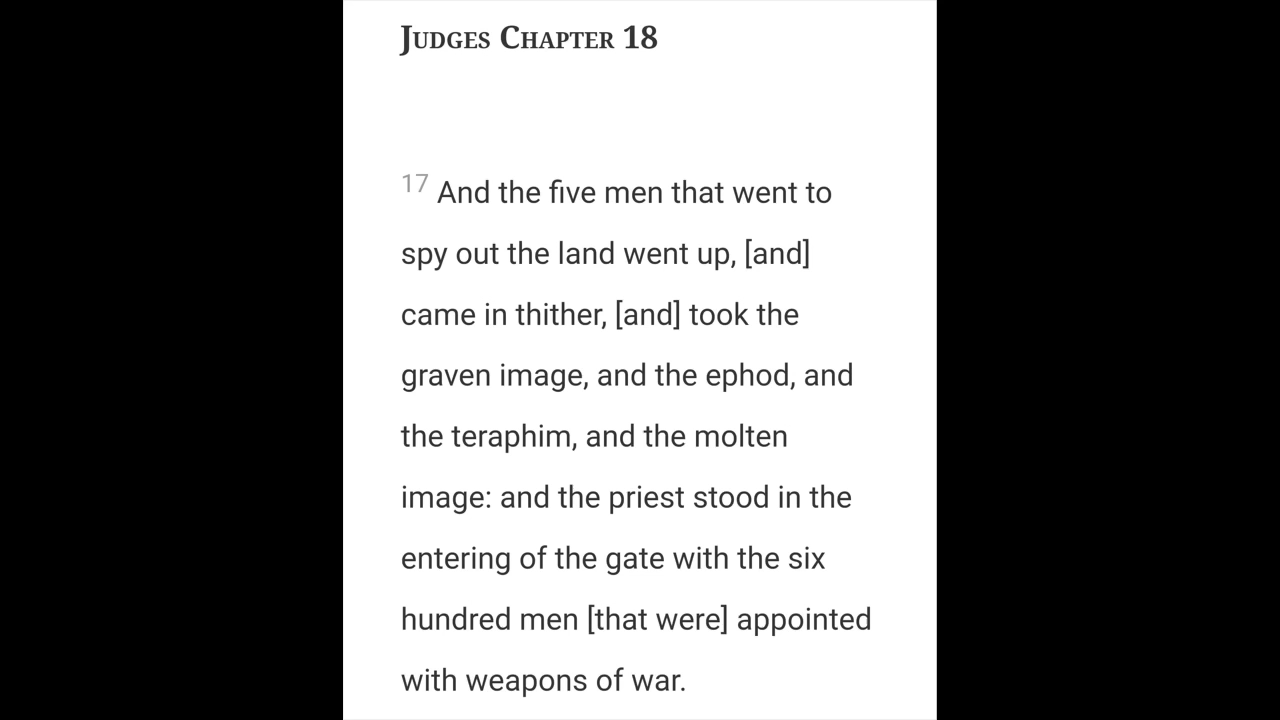 Judges Chapter 18
17 And the five men that went to
spy out the land went up, [and]
came in thither, [and] took the
graven image, and the ephod, and
the teraphim, and the molten
image: and the priest stood in the
entering of the gate with the six
hundred men [that were] appointed
with weapons of war.